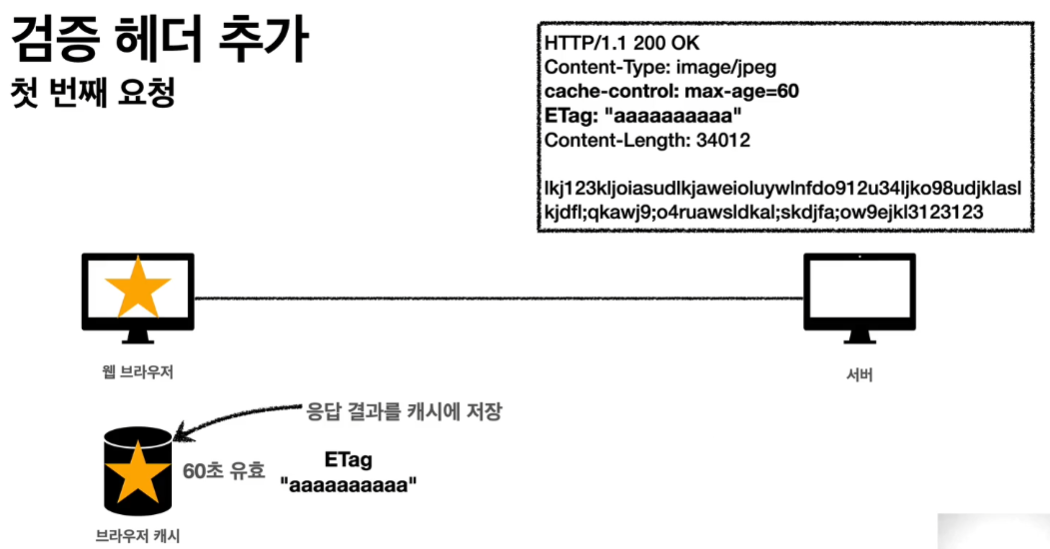 검증 헤더 추가
첫 번째 요청
HTTP/1.1 200 OK
Content-Type: image/jpeg
cache-control: max-age=60
ETag: "aaaaaaaaaa"
Content-Length: 34012
lkj123kljoiasudlkjaweioluywlnfdo912u34ljko98udjklasl
kjdfl;qkawj9;o4ruawsldkal;skdjfa;ow9ejkl3123123
웹 브라우저
서버
응답 결과를 캐시에 저장
60초 유효
ETag
"aaaaaaaaaa"
브라우저 캐시